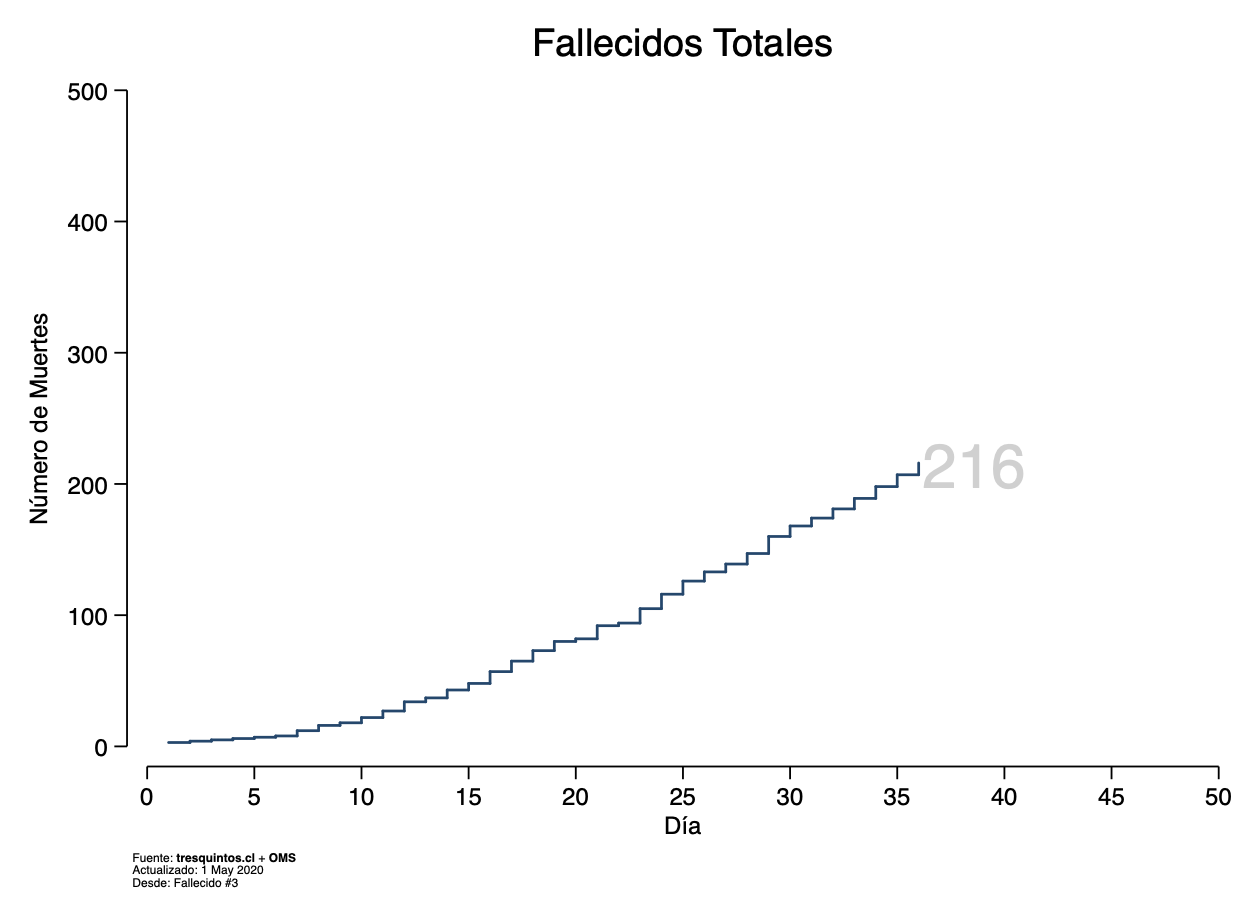 Fallecidos Totales
500
400
300
200
100
0
Número de Muertes
216
0 5 10 15 20 25 30 35 40 45 50
Día
Fuente: tresquintos.cl + OMS
Actualizado: 1 May 2020
Desde: Fallecido #3